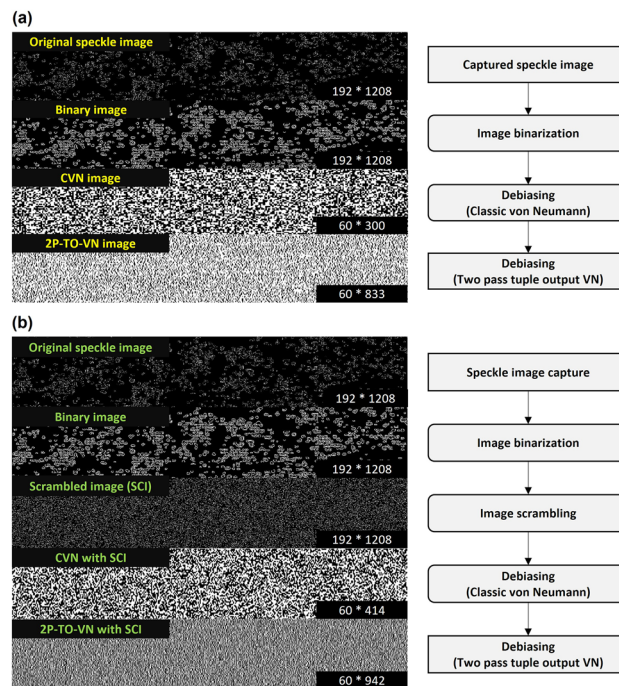 (a)
Original speckle image
192 * 1208
Binary image
192 * 1208
CVN image
60 * 300
2P-TO-VN image
60 * 833
Captured speckle image
Image binarization
Debiasing
(Classic von Neumann)
Debiasing
(Two pass tuple output VN)
(b)
Original speckle image
192 * 1208
Binary image
192 * 1208
Scrambled image (SCI)
192 * 1208
CVN with SCI
60 * 414
2P-TO-VN with SCI
60 * 942
Speckle image capture
Image binarization
Image scrambling
Debiasing
(Classic von Neumann)
Debiasing
(Two pass tuple output VN)